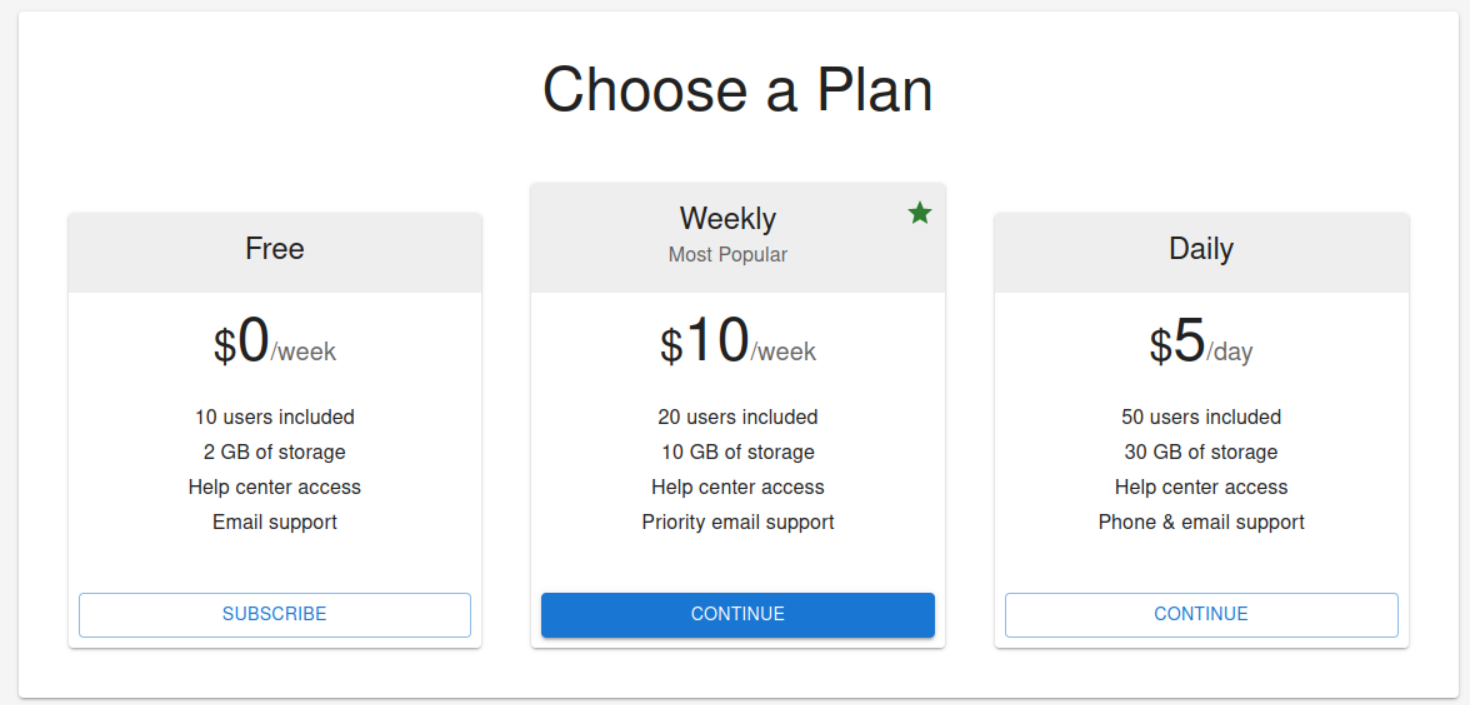 Choose a Plan
Free
$0/week
10 users included
2 GB of storage
Help center access
Email support
SUBSCRIBE
Weekly
Most Popular
$10/week
20 users included
10 GB of storage
Help center access
Priority email support
CONTINUE
Daily
$5/day
50 users included
30 GB of storage
Help center access
Phone & email support
CONTINUE